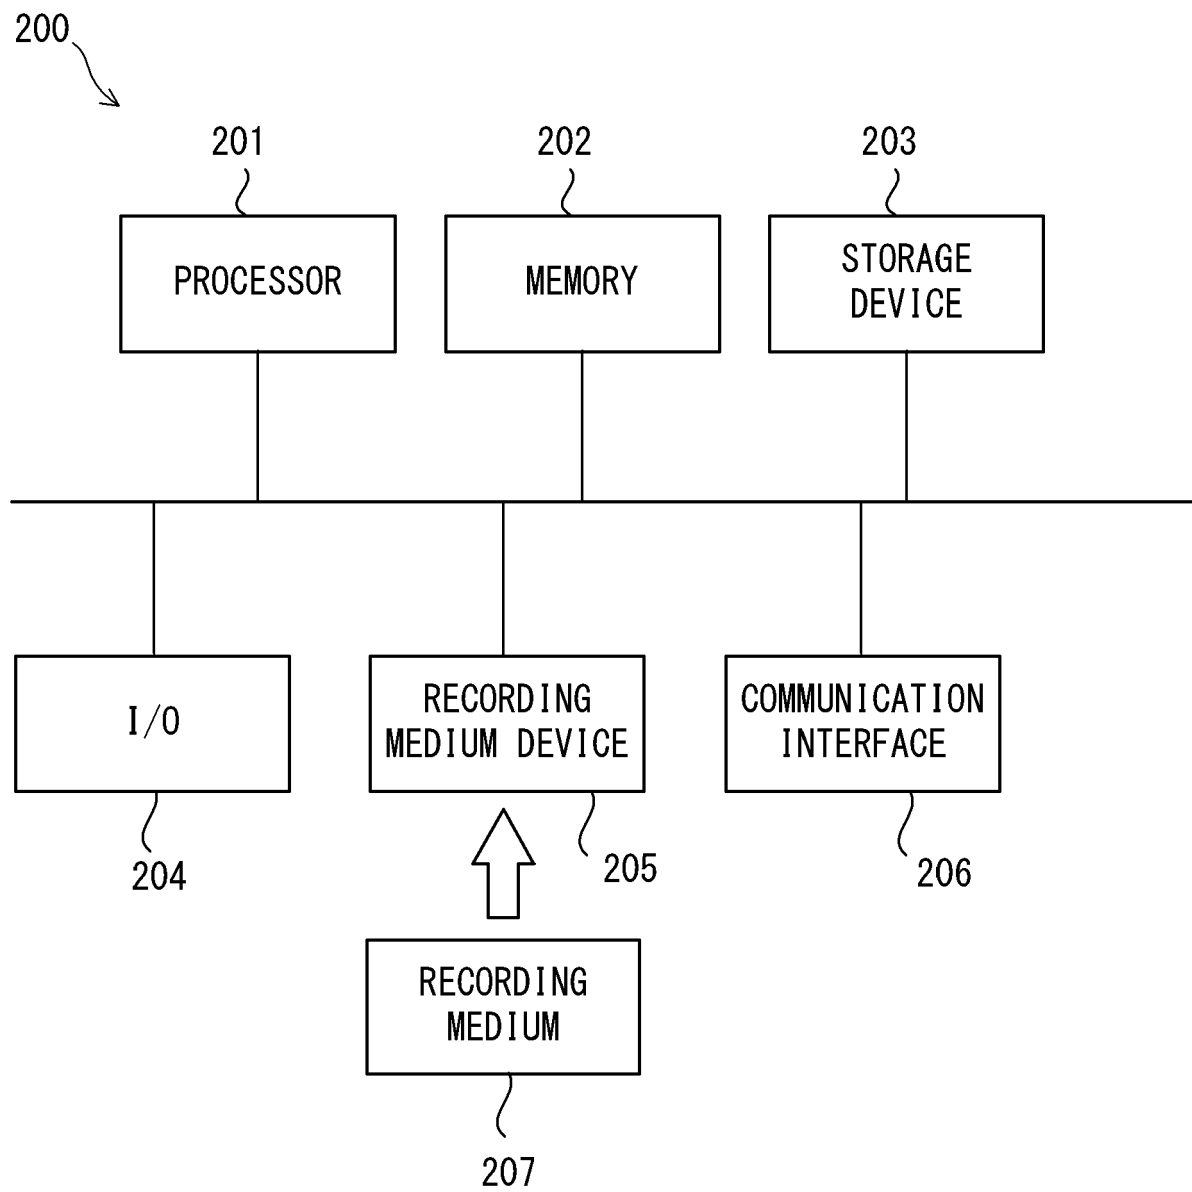 200
201
202
203
PROCESSOR
MEMORY
STORAGE
DEVICE
I/O
RECORDING
MEDIUM DEVICE
COMMUNICATION
INTERFACE
204
205
206
RECORDING
MEDIUM
207